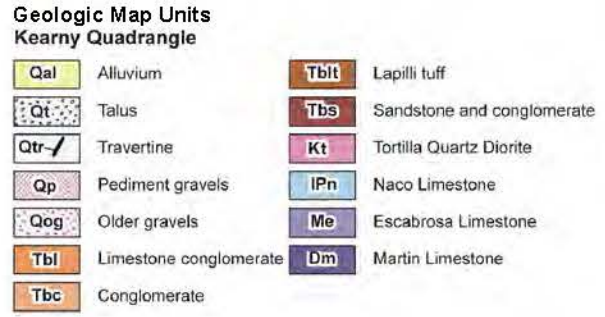 Geologic Map Units
Kearny Quadrangle
Qal Alluvium
Qt Talus
Qtr Travertine
Qp Pediment gravels
Qog Older gravels
Tbl Limestone conglomerate
Tbc Conglomerate
Tblt Lapilli tuff
Tbs Sandstone and conglomerate
Kt Tortilla Quartz Diorite
IPn Naco Limestone
Me Escabrosa Limestone
Dm Martin Limestone